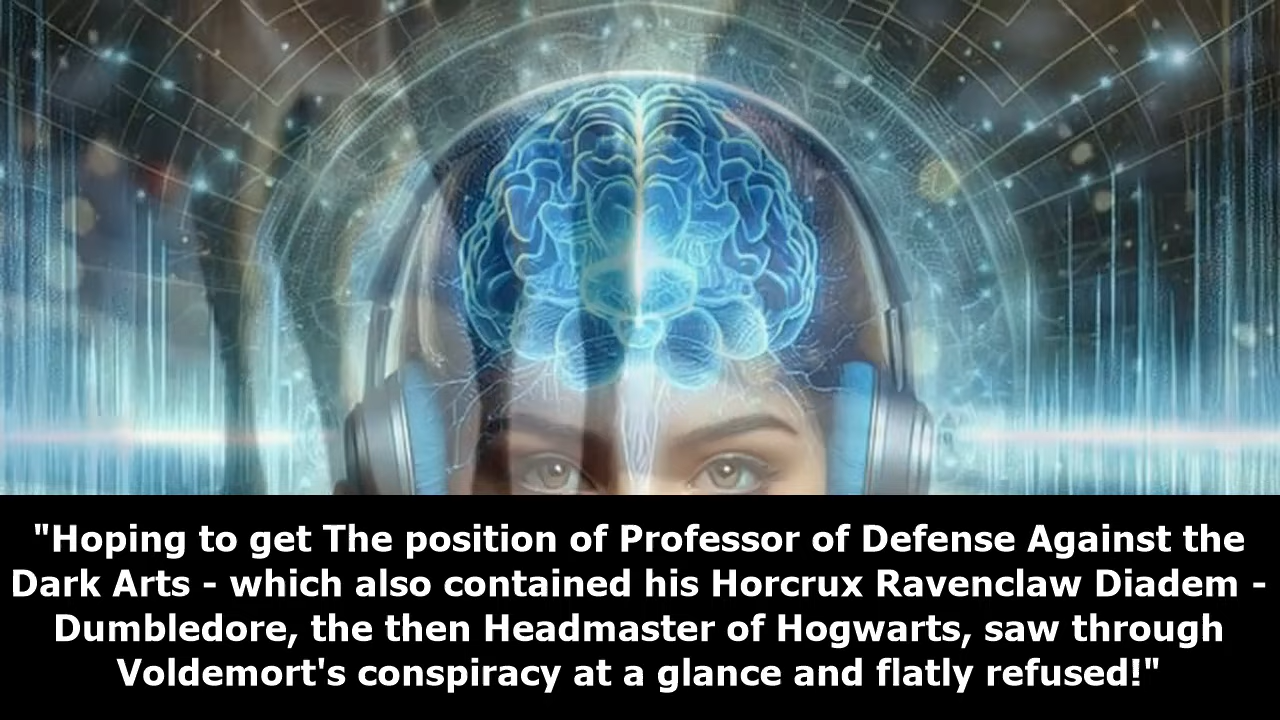 "Hoping to get The position of Professor of Defense Against the
Dark Arts - which also contained his Horcrux Ravenclaw Diadem -
Dumbledore, the then Headmaster of Hogwarts, saw through
Voldemort's conspiracy at a glance and flatly refused!"